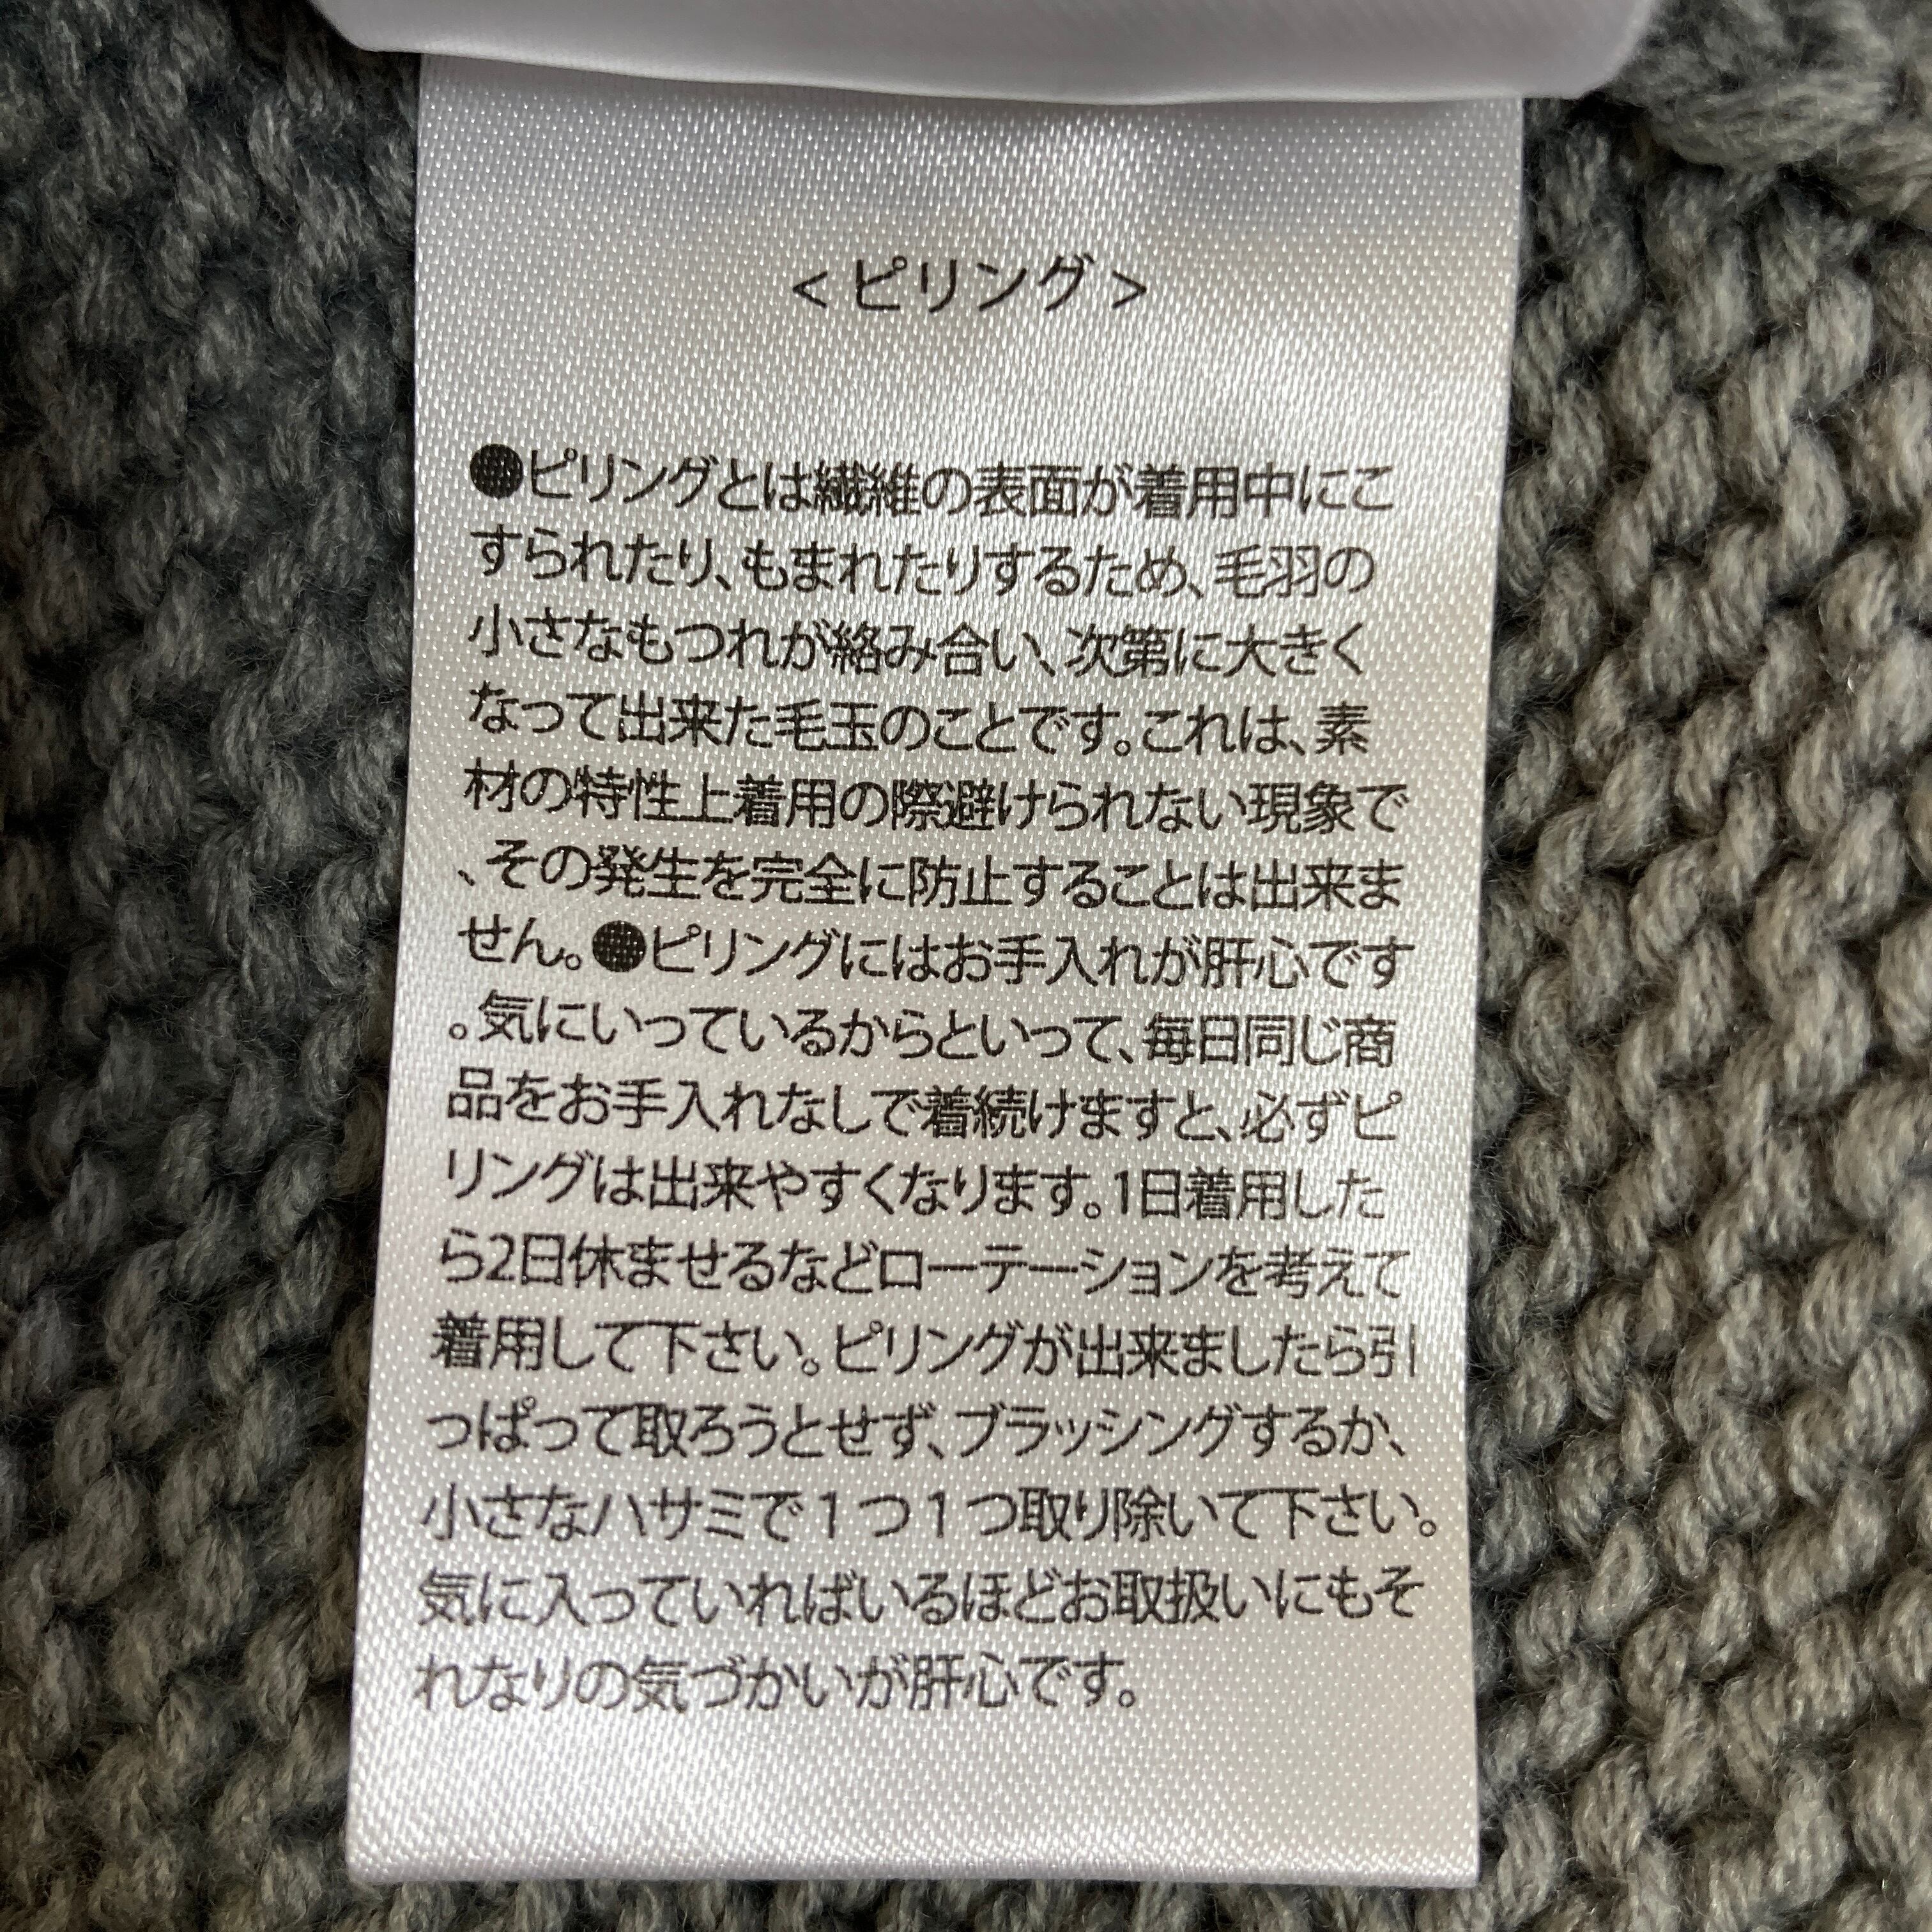 <ピリング>
●ピリングとは繊維の表面が着用中にこ
すられたり、もまれたりするため、毛羽の
小さなもつれが絡み合い、次第に大きく
なって出来た毛玉のことです。これは、素
材の特性上着用の際避けられない現象で
、その発生を完全に防止することは出来ま
せん。●ピリングにはお手入れが肝心です
。気にいっているからといって、毎日同じ商
品をお手入れなしで着続けますと、必ずピ
リングは出来やすくなります。1日着用した
ら2日休ませるなどローテーションを考えて
着用して下さい。ピリングが出来ましたら引
っぱって取ろうとせず、ブラッシングするか、
小さなハサミで１つ１つ取り除いて下さい。
気に入っていればいるほどお取扱いにもそ
れなりの気づかいが肝心です。